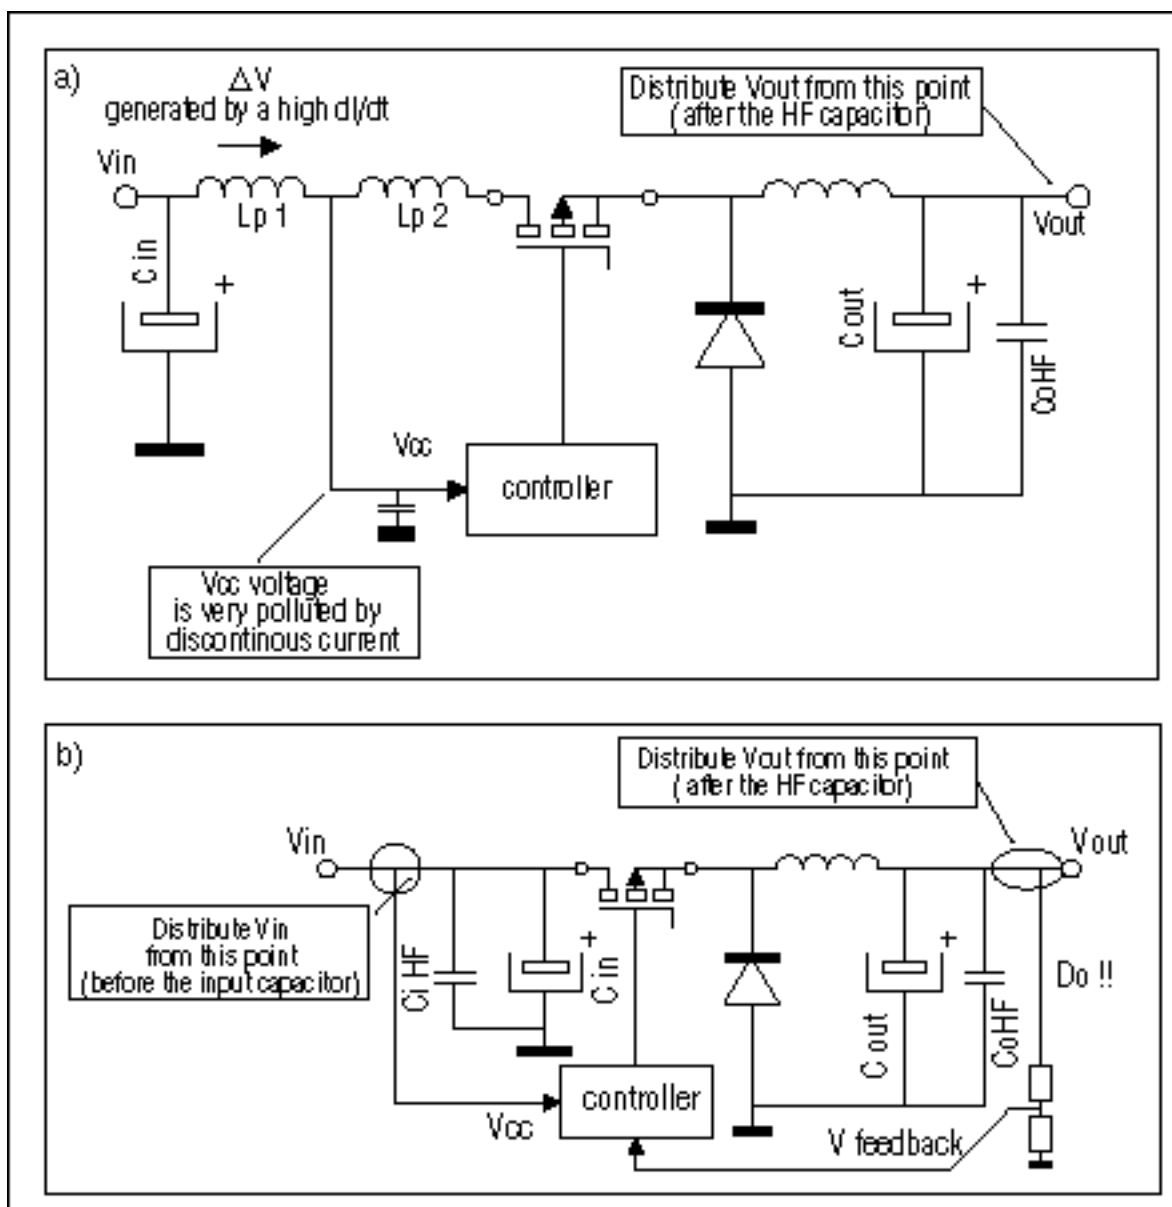 a)
ΔV
generated by a high dI/dt
Distribute Vout from this point
( after the HF capacitor)
Vin
Lp 1
Lp 2
Vout
C in
+
C out
+
CoHF
Vcc
controller
Vcc voltage
is very polluted by
discontinous current
b)
Distribute Vout from this point
( after the HF capacitor)
Vin
Vout
Distribute Vin
from this point
(before the input capacitor)
Ci HF
+
C in
+
C out
CoHF
Do !!
controller
Vcc
V feedback